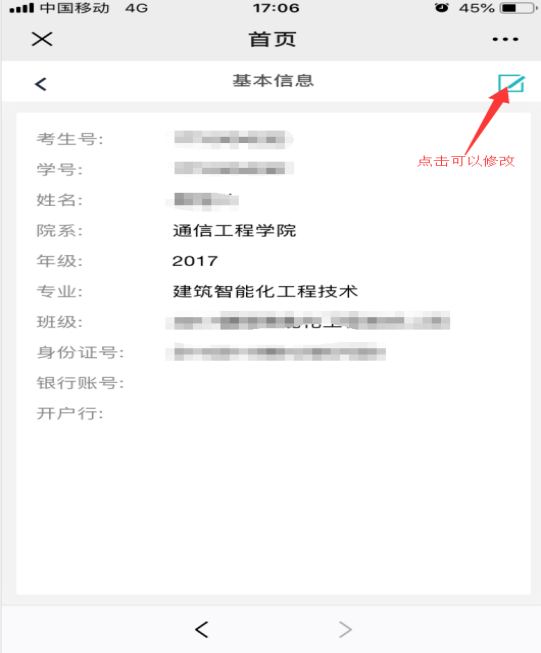 中国移动 4G 17:06 45%
首页
基本信息
点击可以修改
考生号:
学号:
姓名:
院系: 通信工程学院
年级: 2017
专业: 建筑智能化工程技术
班级:
身份证号:
银行账号:
开户行: